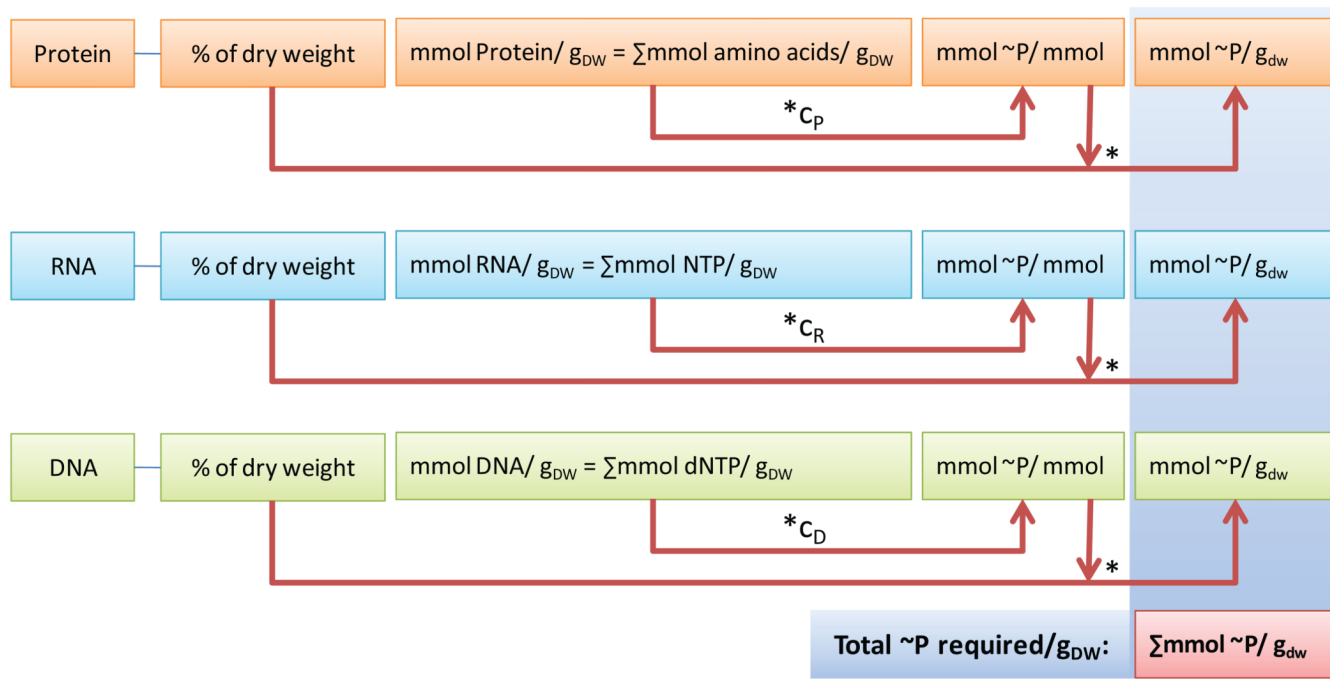 Protein
% of dry weight
mmol Protein/ gDW = ∑mmol amino acids/ gDW
mmol ~P/ mmol
mmol ~P/ gdw
*cP
*
RNA
% of dry weight
mmol RNA/ gDW = ∑mmol NTP/ gDW
mmol ~P/ mmol
mmol ~P/ gdw
*cR
*
DNA
% of dry weight
mmol DNA/ gDW = ∑mmol dNTP/ gDW
mmol ~P/ mmol
mmol ~P/ gdw
*cD
*
Total ~P required/gDW:
∑mmol ~P/ gdw